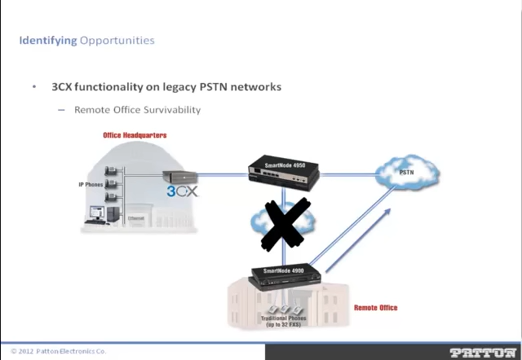 Identifying Opportunities
• 3CX functionality on legacy PSTN networks
– Remote Office Survivability
Office Headquarters
IP Phones
3CX
Ethernet
SmartNode 4950
PSTN
SmartNode 4900
Traditional Phones
(up to 32 FXS)
Remote Office
© 2012 Patton Electronics Co.
PATTON